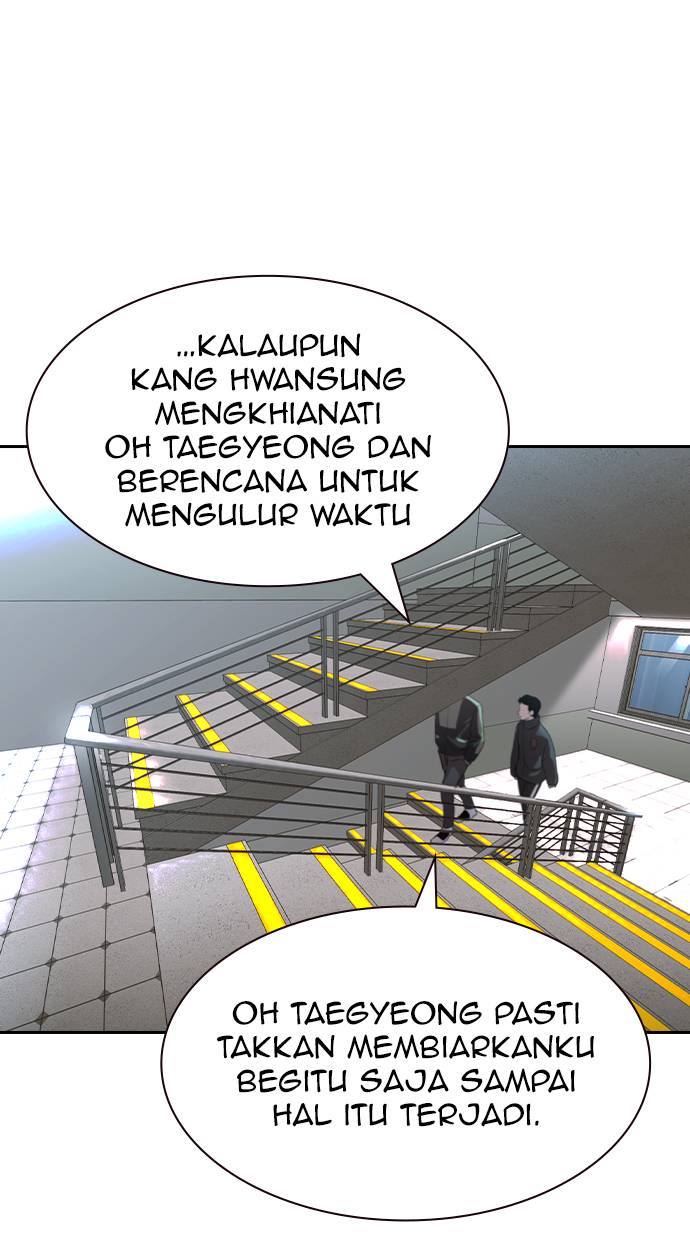 ...KALAUPUN
KANG HWANSUNG
MENGKHIANATI
OH TAEGYEONG DAN
BERENCANA UNTUK
MENGULUR WAKTU
OH TAEGYEONG PASTI
TAKKAN MEMBIARKANKU
BEGITU SAJA SAMPAI
HAL ITU TERJADI.